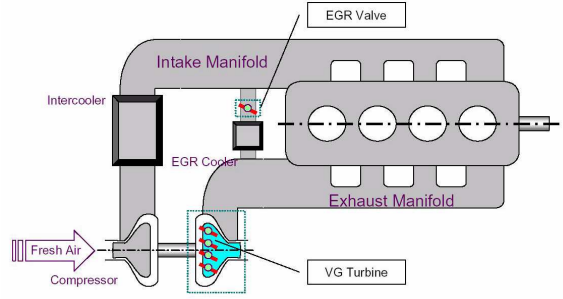 EGR Valve
Intake Manifold
Intercooler
EGR Cooler
Exhaust Manifold
Fresh Air
Compressor
VG Turbine